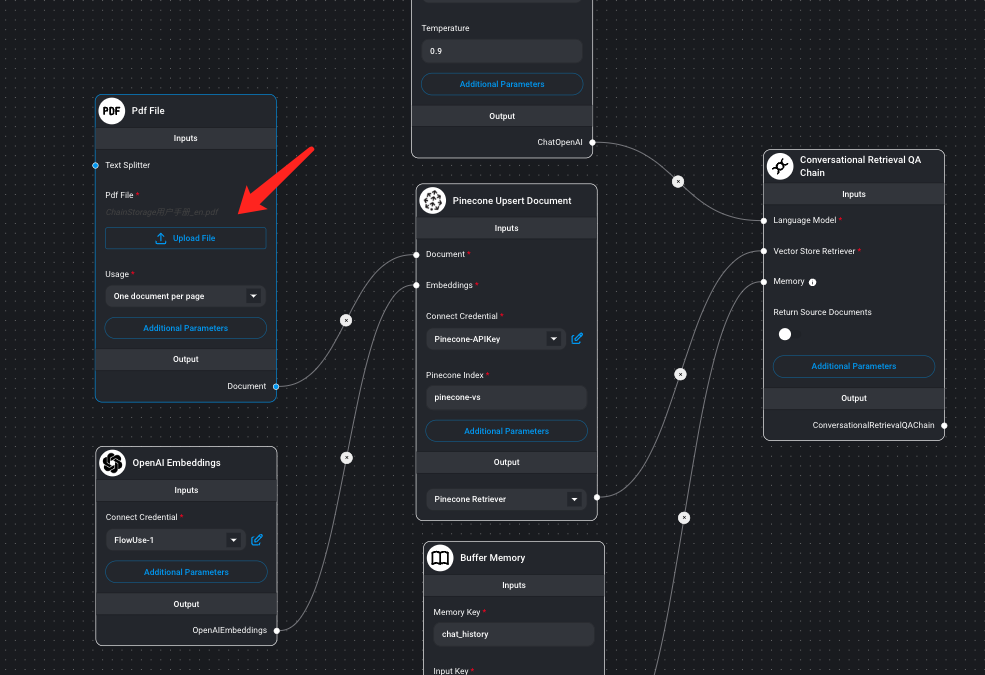 Temperature
0.9
Additional Parameters
Output
ChatOpenAI
PDF
Pdf File
Inputs
Text Splitter
Pdf File *
ChainStorage用户手册_en.pdf
Upload File
Usage *
One document per page
Additional Parameters
Output
Document
OpenAI Embeddings
Inputs
Connect Credential *
FlowUse-1
Additional Parameters
Output
OpenAIEmbeddings
Pinecone Upsert Document
Inputs
Document *
Embeddings *
Connect Credential *
Pinecone-APIKey
Pinecone Index *
pinecone-vs
Additional Parameters
Output
Pinecone Retriever
Buffer Memory
Inputs
Memory Key *
chat_history
Input Key *
Conversational Retrieval QA
Chain
Inputs
Language Model *
Vector Store Retriever *
Memory
Return Source Documents
Additional Parameters
Output
ConversationalRetrievalQAChain